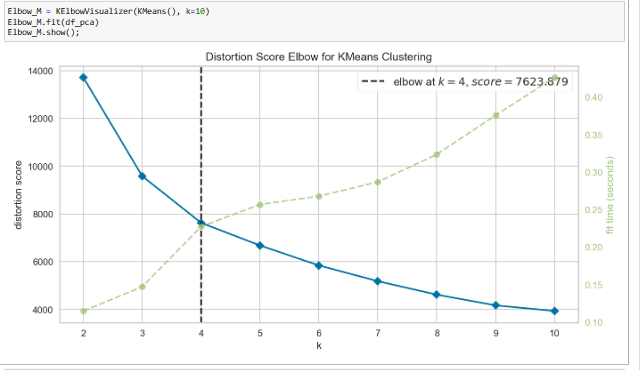 Elbow_M = KElbowVisualizer(KMeans(), k=10)
Elbow_M.fit(df_pca)
Elbow_M.show();
Distortion Score Elbow for KMeans Clustering
elbow at k = 4, score = 7623.879
14000
12000
10000
8000
6000
4000
distortion score
0.40
0.35
0.30
0.25
0.20
0.15
0.10
fit time (seconds)
2 3 4 5 6 7 8 9 10
k